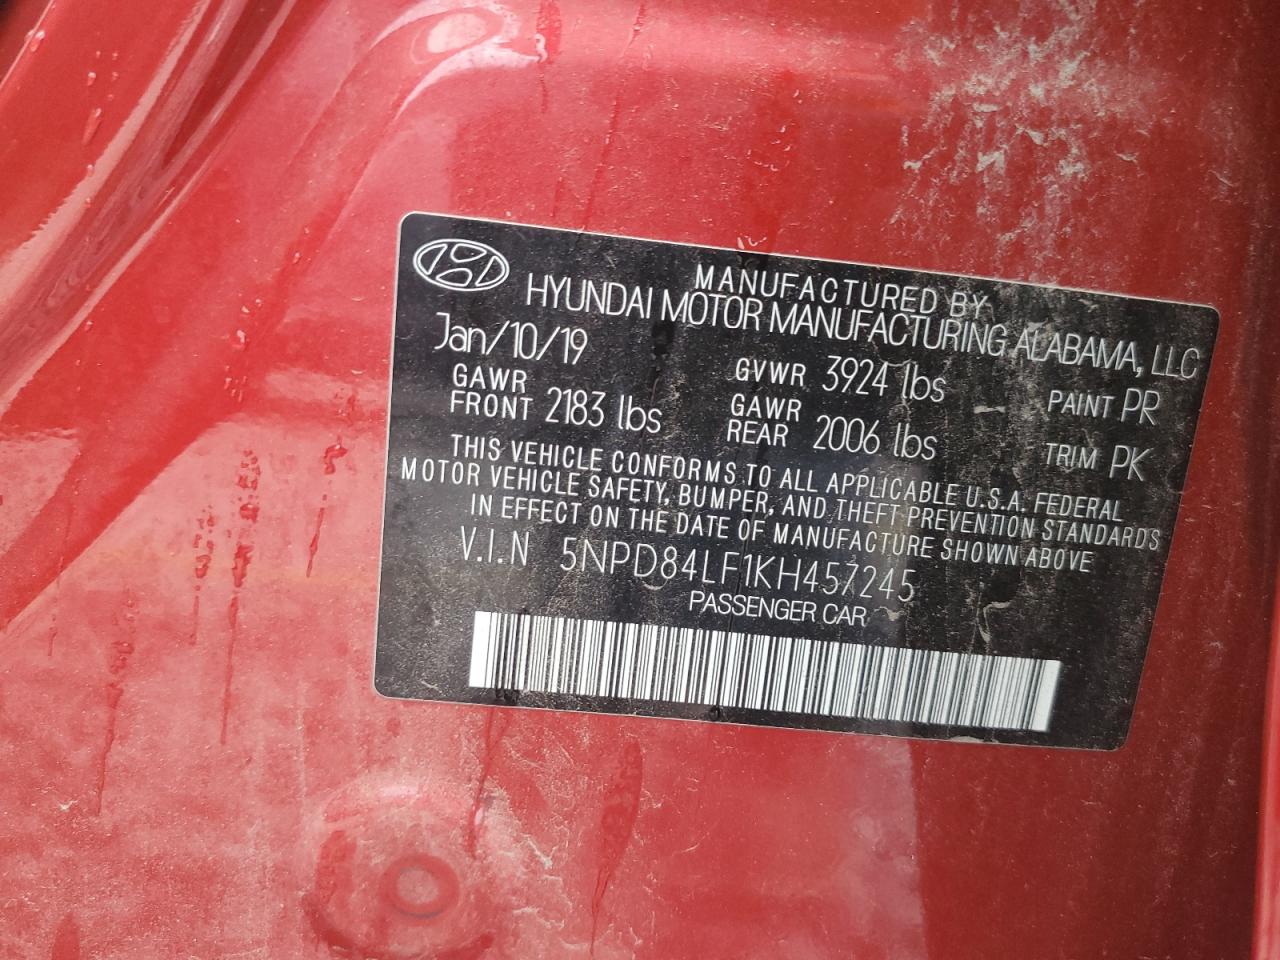 MANUFACTURED BY
HYUNDAI MOTOR MANUFACTURING ALABAMA, LLC
Jan/10/19 GVWR 3924 lbs PAINT PR
GAWR FRONT 2183 lbs GAWR REAR 2006 lbs TRIM PK
THIS VEHICLE CONFORMS TO ALL APPLICABLE U.S.A. FEDERAL
MOTOR VEHICLE SAFETY, BUMPER, AND THEFT PREVENTION STANDARDS
IN EFFECT ON THE DATE OF MANUFACTURE SHOWN ABOVE
V.I.N 5NPD84LF1KH457245
PASSENGER CAR